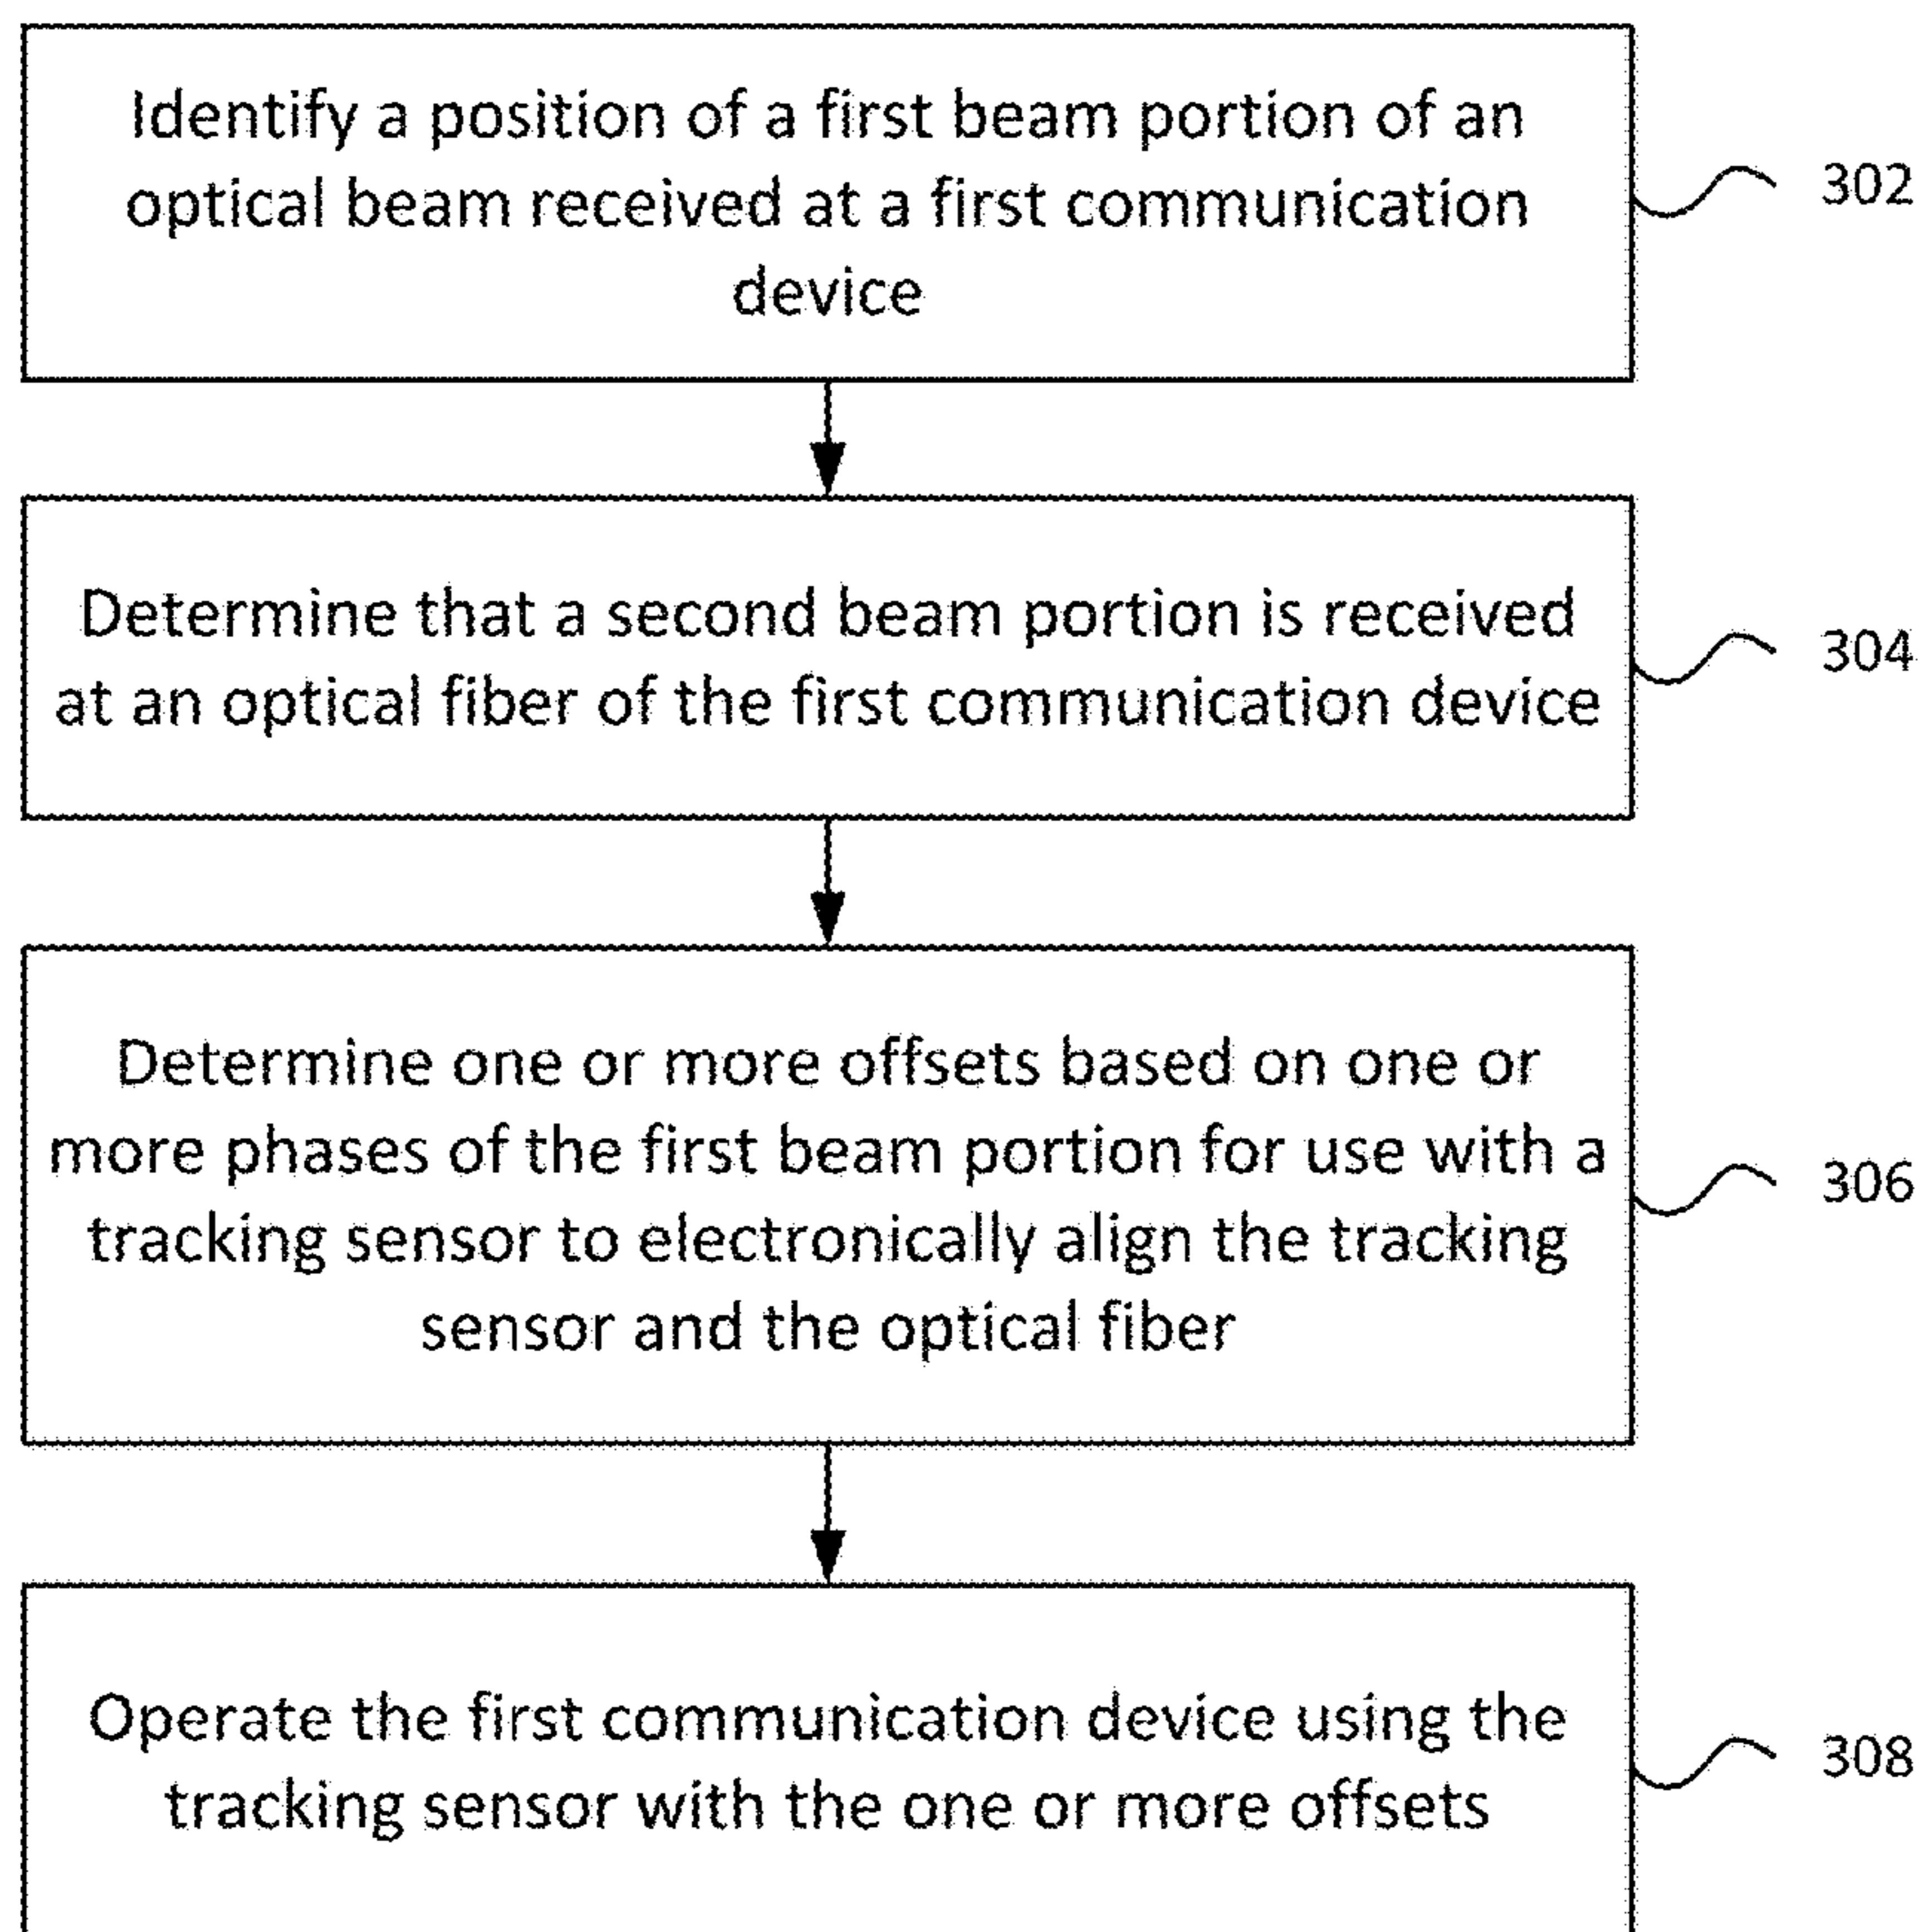 Identify a position of a first beam portion of an
optical beam received at a first communication
device
302
Determine that a second beam portion is received
at an optical fiber of the first communication device
304
Determine one or more offsets based on one or
more phases of the first beam portion for use with a
tracking sensor to electronically align the tracking
sensor and the optical fiber
306
Operate the first communication device using the
tracking sensor with the one or more offsets
308